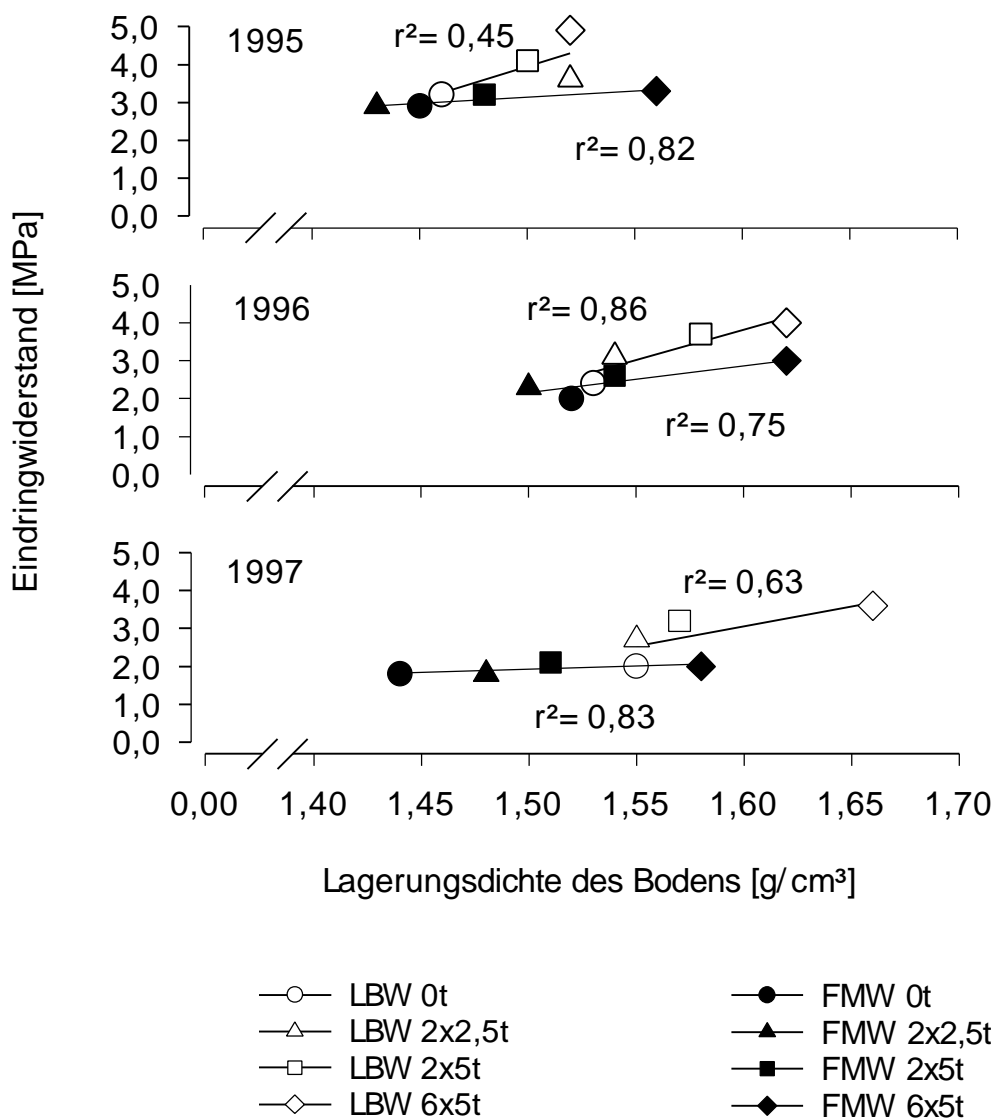 Eindringwiderstand [MPa]
5,0
4,0
3,0
2,0
1,0
0,0
1995
r²= 0,45
r²= 0,82
5,0
4,0
3,0
2,0
1,0
0,0
1996
r²= 0,86
r²= 0,75
5,0
4,0
3,0
2,0
1,0
0,0
1997
r²= 0,63
r²= 0,83
0,00 1,40 1,45 1,50 1,55 1,60 1,65 1,70
Lagerungsdichte des Bodens [g/cm³]
LBW 0t
LBW 2x2,5t
LBW 2x5t
LBW 6x5t
FMW 0t
FMW 2x2,5t
FMW 2x5t
FMW 6x5t